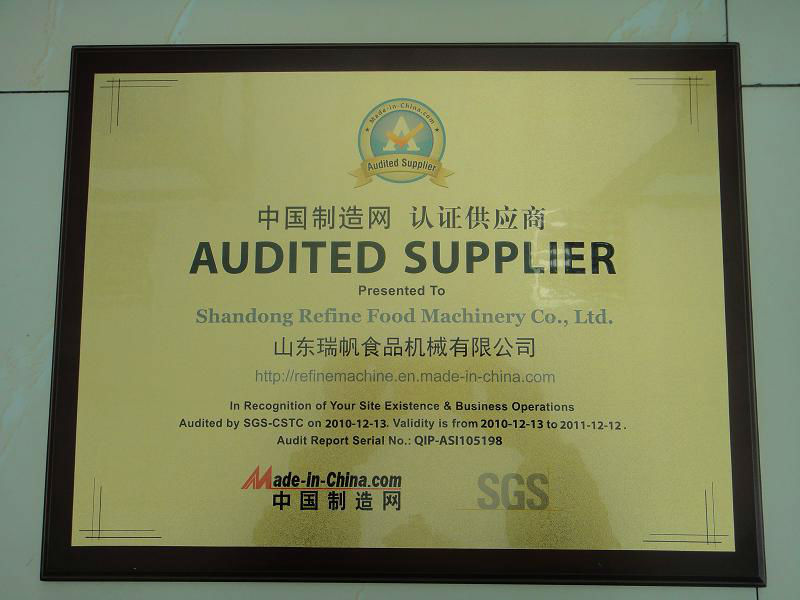 Made-in-China.com
A
Audited Supplier
中国制造网 认证供应商
AUDITED SUPPLIER
Presented To
Shandong Refine Food Machinery Co., Ltd.
山东瑞帆食品机械有限公司
http://refinemachine.en.made-in-china.com
In Recognition of Your Site Existence & Business Operations
Audited by SGS-CSTC on 2010-12-13. Validity is from 2010-12-13 to 2011-12-12.
Audit Report Serial No.: QIP-ASI105198
Made-in-China.com
中国制造网
SGS